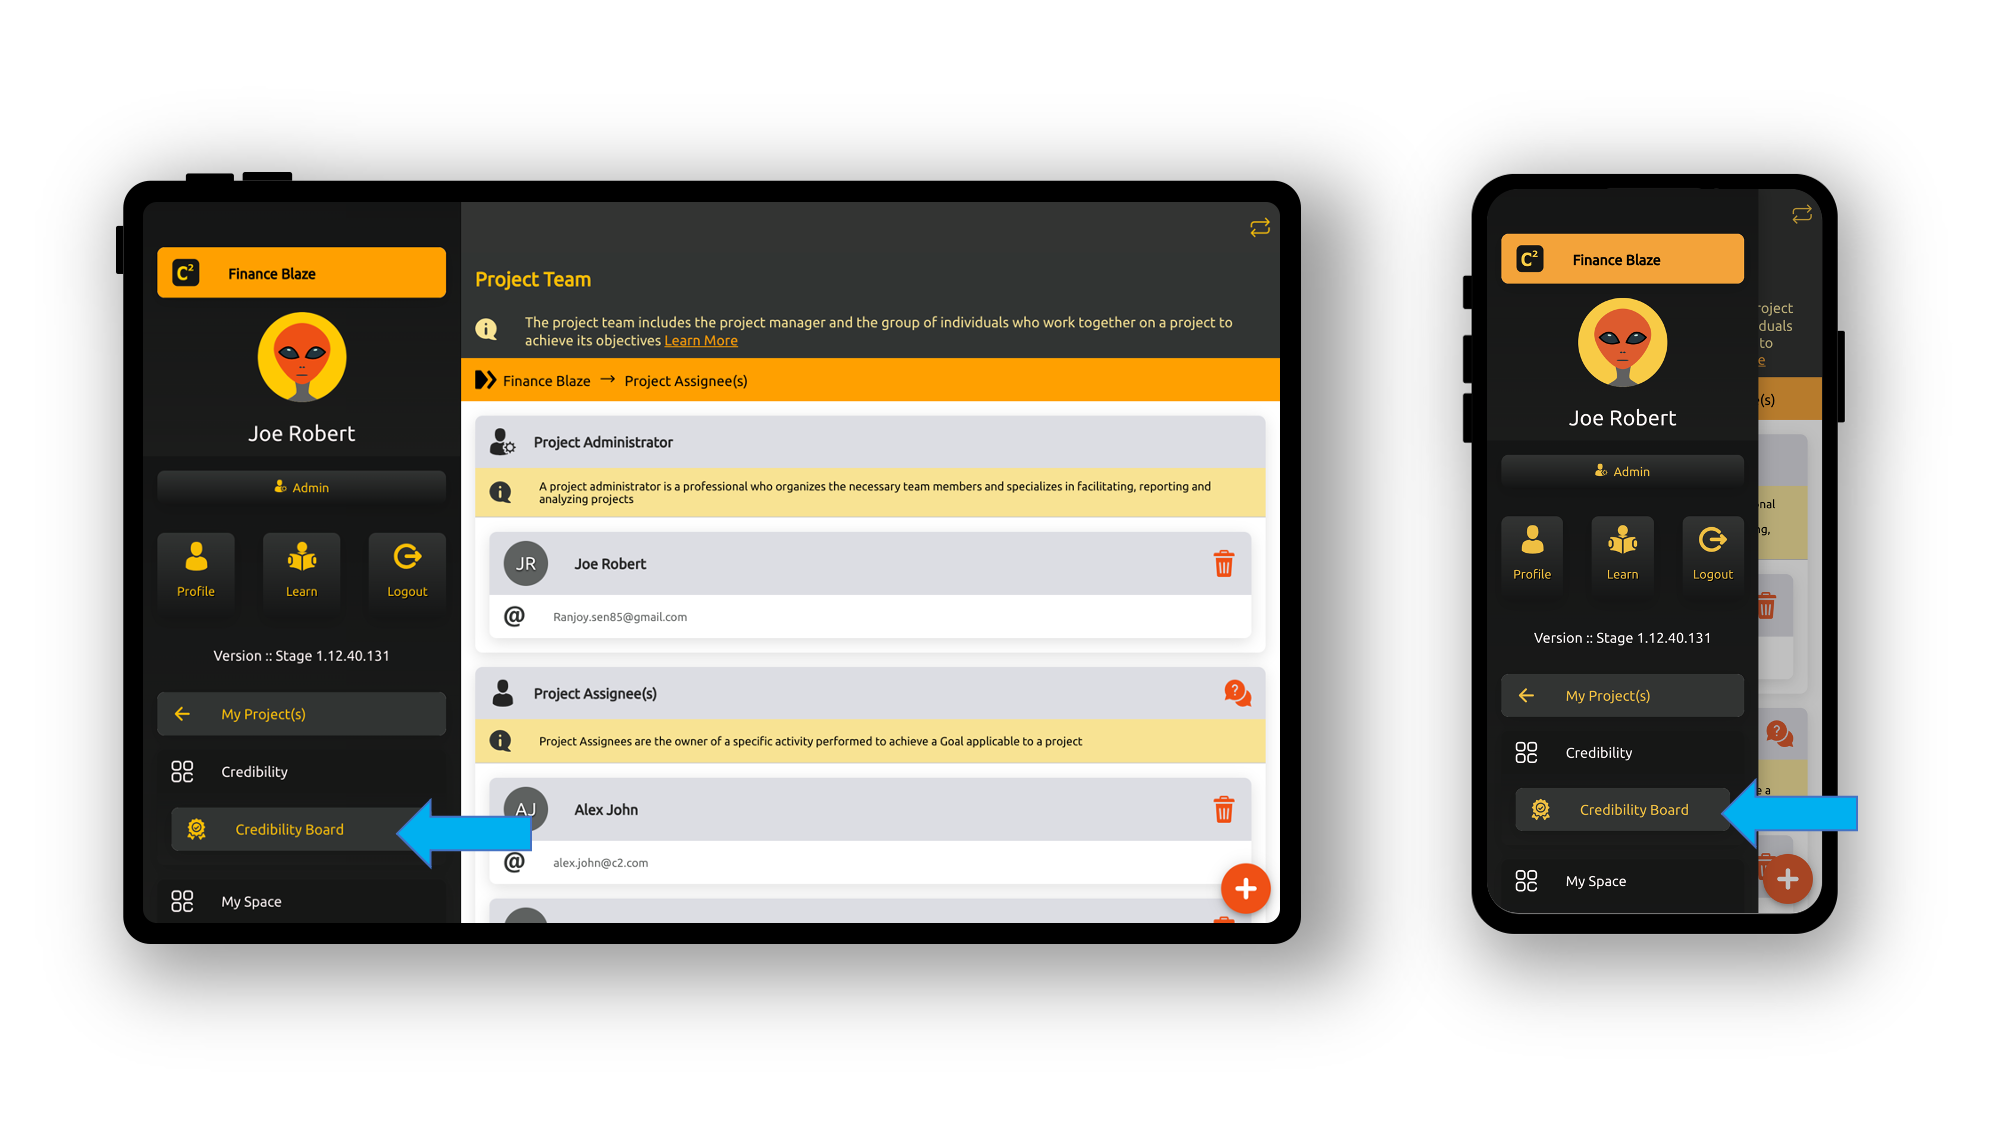 C²
Finance Blaze
Joe Robert
Admin
Profile
Learn
Logout
Version :: Stage 1.12.40.131
My Project(s)
Credibility
Credibility Board
My Space
Project Team
The project team includes the project manager and the group of individuals who work together on a project to
achieve its objectives Learn More
Finance Blaze → Project Assignee(s)
Project Administrator
A project administrator is a professional who organizes the necessary team members and specializes in facilitating, reporting and
analyzing projects
JR
Joe Robert
@
Ranjoy.sen85@gmail.com
Project Assignee(s)
Project Assignees are the owner of a specific activity performed to achieve a Goal applicable to a project
AJ
Alex John
@
alex.john@c2.com
C²
Finance Blaze
Joe Robert
Admin
Profile
Learn
Logout
Version :: Stage 1.12.40.131
My Project(s)
Credibility
Credibility Board
My Space
to
(s)
a